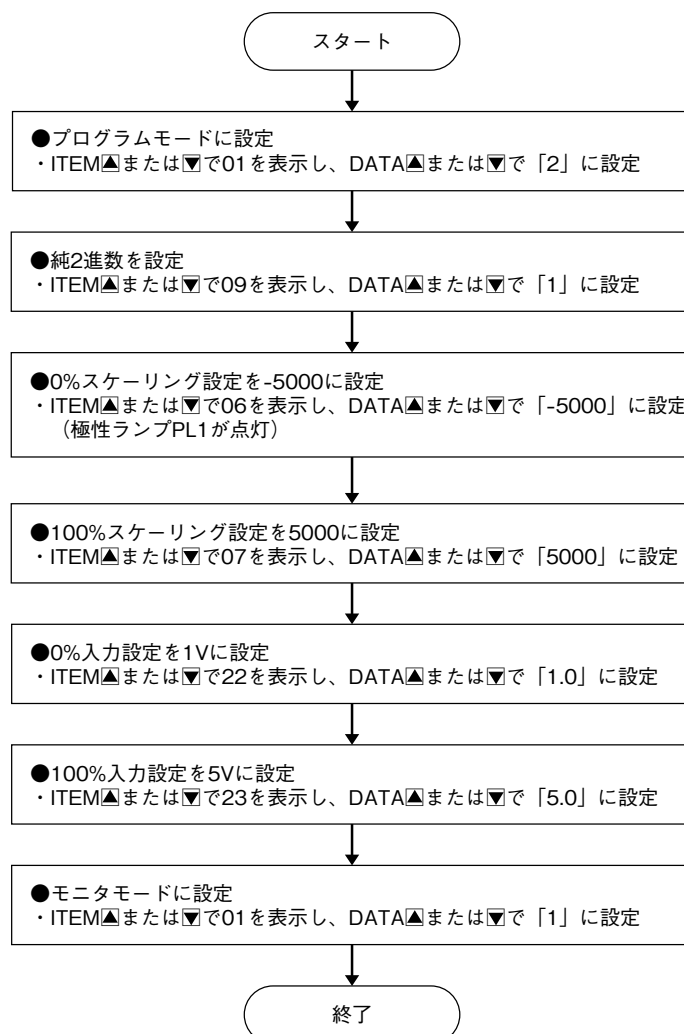 スタート
●プログラムモードに設定
・ITEM▲または▼で01を表示し、DATA▲または▼で「2」に設定
●純2進数を設定
・ITEM▲または▼で09を表示し、DATA▲または▼で「1」に設定
●0%スケーリング設定を-5000に設定
・ITEM▲または▼で06を表示し、DATA▲または▼で「-5000」に設定
（極性ランプPL1が点灯）
●100%スケーリング設定を5000に設定
・ITEM▲または▼で07を表示し、DATA▲または▼で「5000」に設定
●0%入力設定を1Vに設定
・ITEM▲または▼で22を表示し、DATA▲または▼で「1.0」に設定
●100%入力設定を5Vに設定
・ITEM▲または▼で23を表示し、DATA▲または▼で「5.0」に設定
●モニタモードに設定
・ITEM▲または▼で01を表示し、DATA▲または▼で「1」に設定
終了